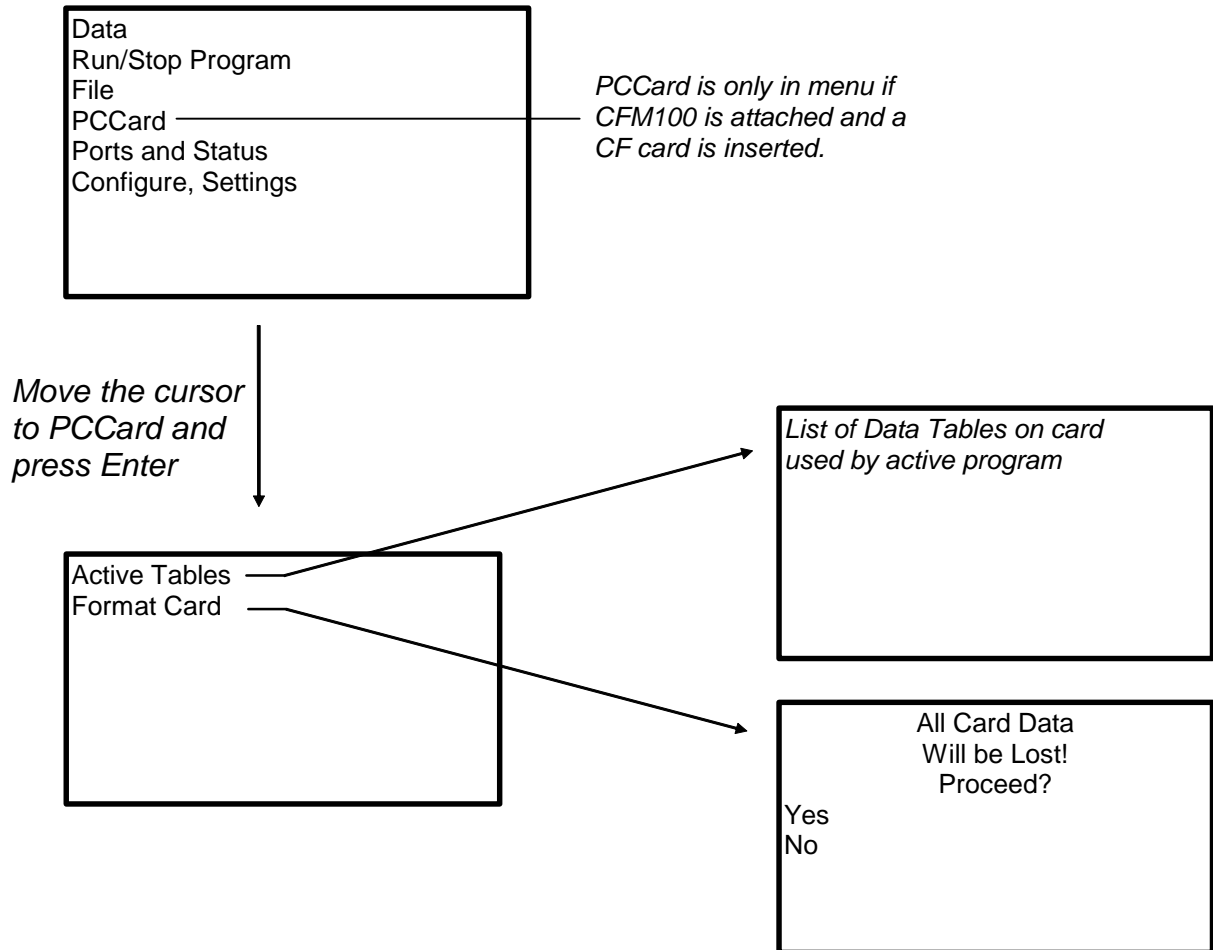 Data
Run/Stop Program
File
PCCard
Ports and Status
Configure, Settings
PCCard is only in menu if
CFM100 is attached and a
CF card is inserted.
Move the cursor
to PCCard and
press Enter
Active Tables
Format Card
List of Data Tables on card
used by active program
All Card Data
Will be Lost!
Proceed?
Yes
No